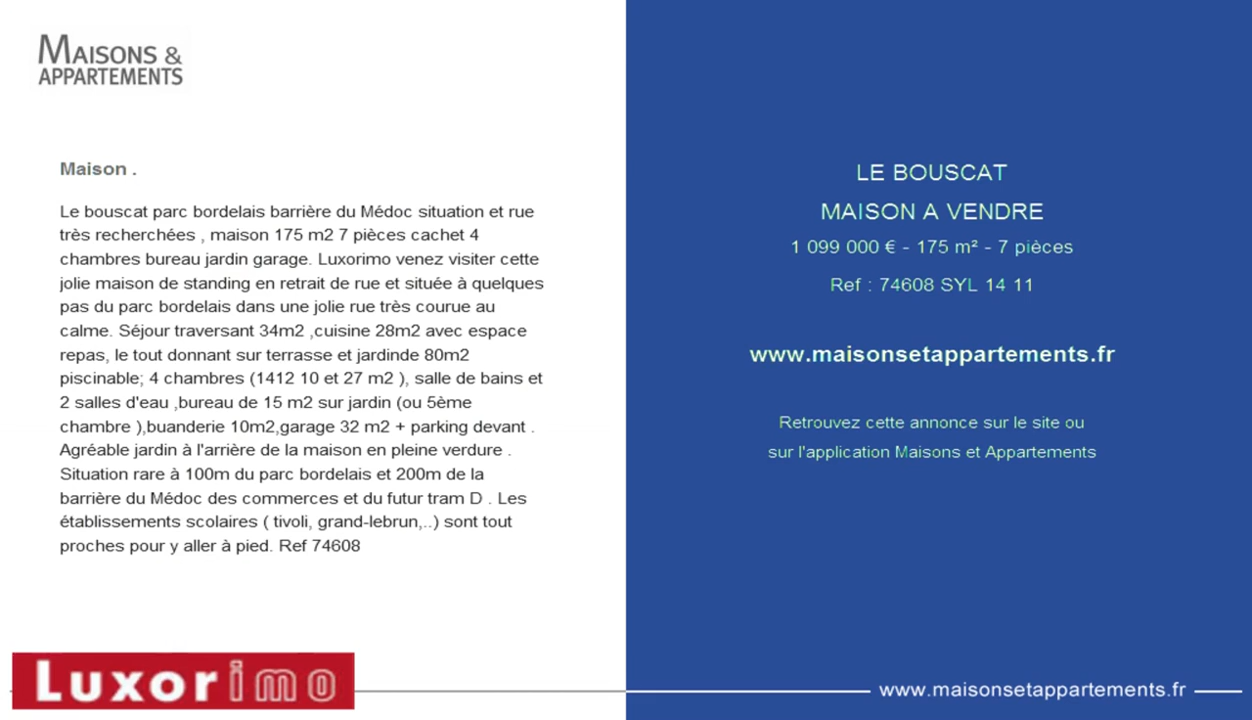 MAISONS &
APPARTEMENTS
Maison .
Le bouscat parc bordelais barrière du Médoc situation et rue
très recherchées , maison 175 m2 7 pièces cachet 4
chambres bureau jardin garage. Luxorimo venez visiter cette
jolie maison de standing en retrait de rue et située à quelques
pas du parc bordelais dans une jolie rue très courue au
calme. Séjour traversant 34m2 ,cuisine 28m2 avec espace
repas, le tout donnant sur terrasse et jardinde 80m2
piscinable; 4 chambres (1412 10 et 27 m2 ), salle de bains et
2 salles d'eau ,bureau de 15 m2 sur jardin (ou 5ème
chambre ),buanderie 10m2,garage 32 m2 + parking devant .
Agréable jardin à l'arrière de la maison en pleine verdure .
Situation rare à 100m du parc bordelais et 200m de la
barrière du Médoc des commerces et du futur tram D . Les
établissements scolaires ( tivoli, grand-lebrun,..) sont tout
proches pour y aller à pied. Ref 74608
Luxorimo
LE BOUSCAT
MAISON A VENDRE
1 099 000 € - 175 m² - 7 pièces
Ref : 74608 SYL 14 11
www.maisonsetappartements.fr
Retrouvez cette annonce sur le site ou
sur l'application Maisons et Appartements
www.maisonsetappartements.fr